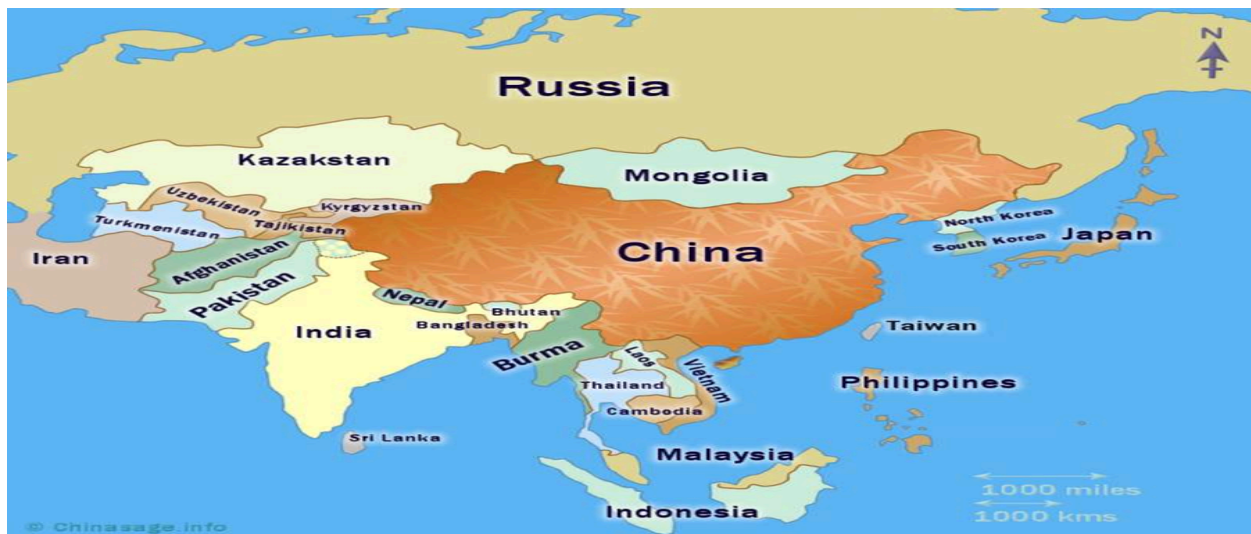 N
Russia
Kazakstan
Mongolia
Uzbekistan
Kyrgyzstan
Turkmenistan
Tajikistan
North Korea
South Korea
Japan
Iran
Afghanistan
China
Pakistan
Nepal
India
Bhutan
Bangladesh
Taiwan
Burma
Laos
Vietnam
Thailand
Philippines
Cambodia
Sri Lanka
Malaysia
1000 miles
Indonesia
1000 kms
© Chinasage.info